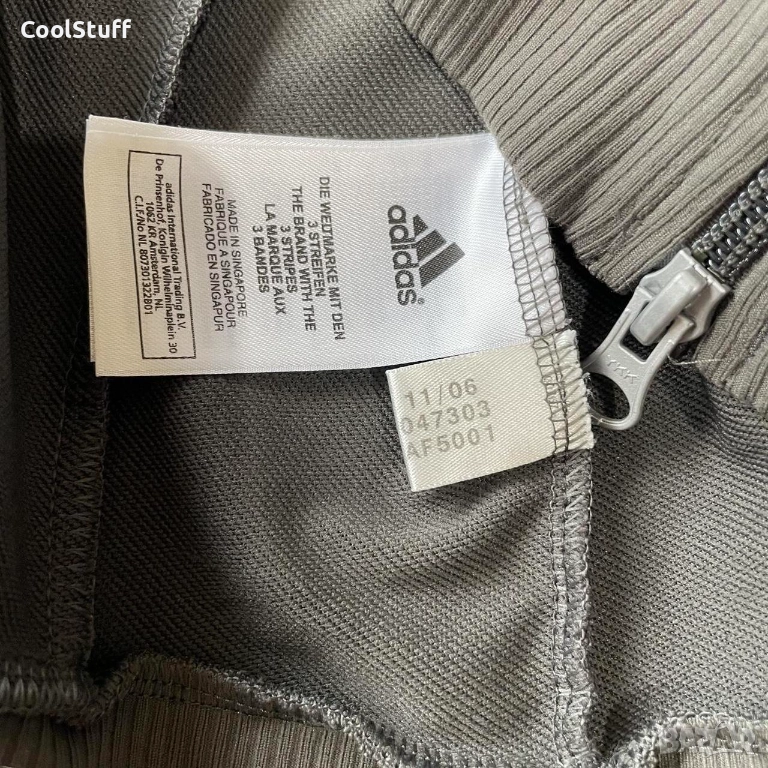 CoolStuff
adidas
DIE WELTMARKE MIT DEN
3 STREIFEN
THE BRAND WITH THE
3 STRIPES
LA MARQUE AUX
3 BANDES
MADE IN SINGAPORE
FABRIQUE A SINGAPOUR
FABRICADO EN SINGAPUR
adidas International Trading B.V.
De Prinsenhof, Konigin Wilhelminaplein 30
1062 KR Amsterdam, NL
C.I.F./No NL 807301322B01
11/06
047303
AF5001
YKK